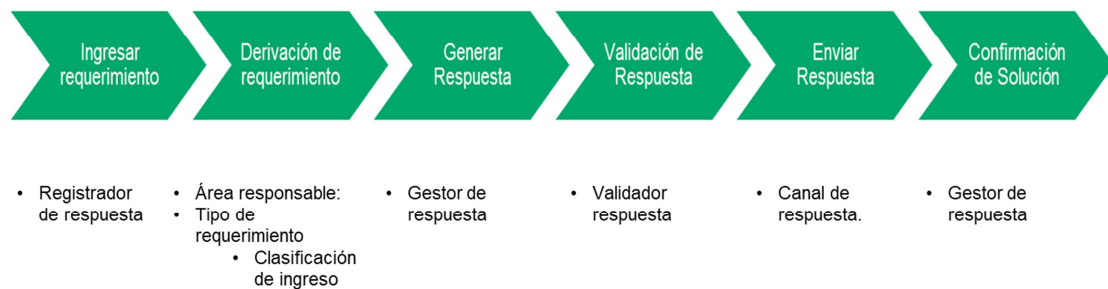 Ingresar
requerimiento
Derivación de
requerimiento
Generar
Respuesta
Validación de
Respuesta
Enviar
Respuesta
Confirmación
de Solución
• Registrador
de respuesta
• Área responsable:
• Tipo de
requerimiento
• Clasificación
de ingreso
• Gestor de
respuesta
• Validador
respuesta
• Canal de
respuesta.
• Gestor de
respuesta